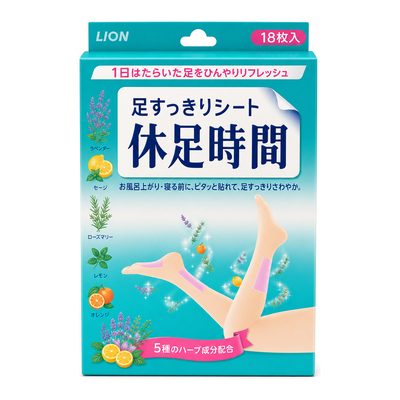 LION
18枚入
1日はたらいた足をひんやりリフレッシュ
足すっきりシート
休足時間
お風呂上がり・寝る前に、ピタッと貼れて、足すっきりさわやか。
ラベンダー
セージ
ローズマリー
レモン
オレンジ
5種のハーブ成分配合